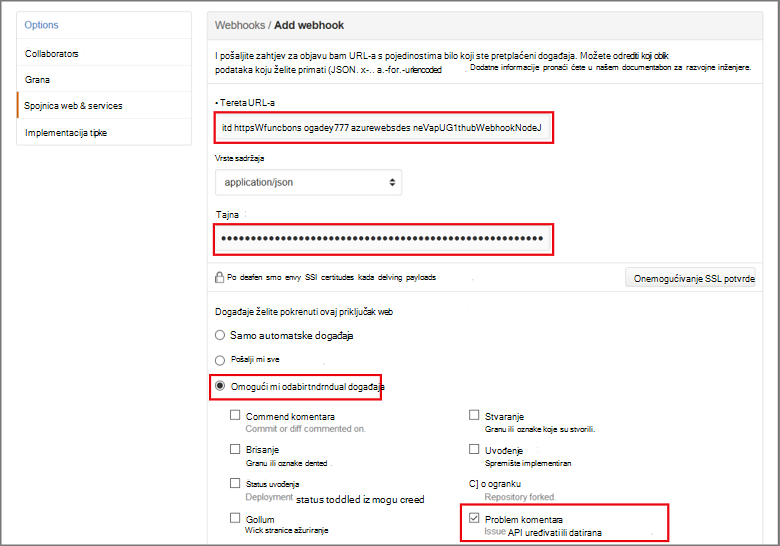 Options
Collaborators
Grana
Spojnica web & services
Implementacija tipke
Webhooks / Add webhook
I pošaljite zahtjev za objavu bam URL-a s pojedinostima bilo koji ste pretplaćeni događaja. Možete odrediti koji oblik
podataka koju želite primati (JSON. x-.. a.-for.-urlencoded Dodatne informacije pronaći ćete u našem documentabon za razvojne inženjere.
• Tereta URL-a
itd httpsWfuncbons ogadey777 azurewebsdes neVapUG1thubWebhookNodeJ
Vrste sadržaja
application/json
Tajna
Po deafen smo envy SSI certitudes kada delving payloads
Onemogućivanje SSL potvrde
Događaje želite pokrenuti ovaj priključak web
Samo automatske događaja
Pošalji mi sve
Omogući mi odabirtndrndual događaja
Commend komentara
Commit or diff commented on.
Stvaranje
Granu ili oznake koje su stvorili.
Brisanje
Granu ili oznake dented
Uvođenje
Spremište implementiran
Status uvođenja
Deployment status toddled iz mogu creed
C] o ogranku
Repository forked.
Gollum
Wick stranice ažuriranje
Problem komentara
Issue API uređivati ili datirana